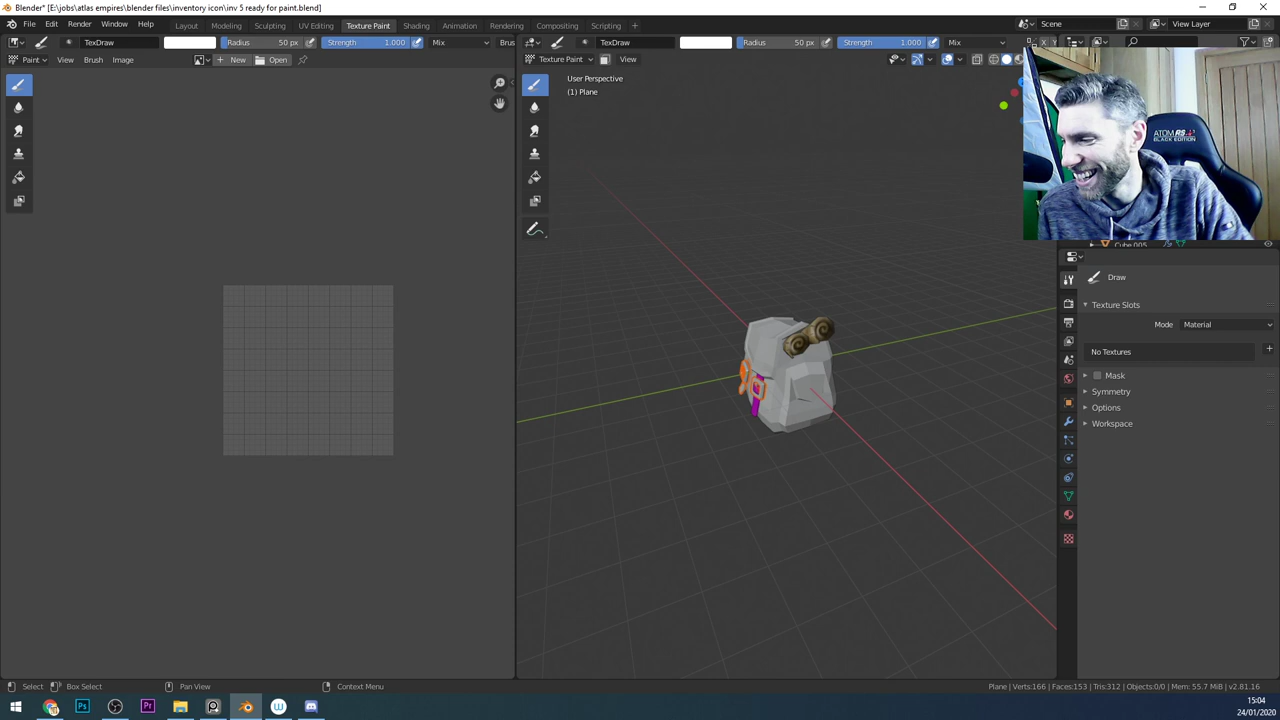 Blender* [E:\jobs\atlas empires\blender files\inventory icon\inv 5 ready for paint.blend]
File Edit Render Window Help Layout Modeling Sculpting UV Editing Texture Paint Shading Animation Rendering Compositing Scripting + Scene View Layer
TexDraw Radius 50 px Strength 1.000 Mix Brus TexDraw Radius 50 px Strength 1.000 Mix X Y
Paint View Brush Image + New Open Texture Paint View
User Perspective
(1) Plane
ATOM RS
BLACK EDITION
Cube.005
Draw
Texture Slots
Mode Material
No Textures
Mask
Symmetry
Options
Workspace
Select Box Select Pan View Context Menu Plane | Verts:166 | Faces:153 | Tris:312 | Objects:0/0 | Mem: 55.7 MiB | v2.81.16
Ps Pr W
15:04
24/01/2020